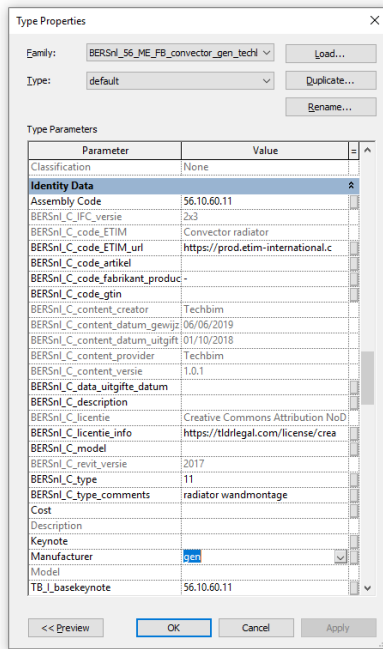 Type Properties
Family: BERSnl_56_ME_FB_convector_gen_techl Load...
Type: default Duplicate...
Rename...
Type Parameters
Parameter Value =
Classification None
Identity Data
Assembly Code 56.10.60.11
BERSnl_C_IFC_versie 2x3
BERSnl_C_code_ETIM Convector radiator
BERSnl_C_code_ETIM_url https://prod.etim-international.c
BERSnl_C_code_artikel
BERSnl_C_code_fabrikant_produc -
BERSnl_C_code_gtin
BERSnl_C_content_creator Techbim
BERSnl_C_content_datum_gewijz 06/06/2019
BERSnl_C_content_datum_uitgift 01/10/2018
BERSnl_C_content_provider Techbim
BERSnl_C_content_versie 1.0.1
BERSnl_C_data_uitgifte_datum
BERSnl_C_description
BERSnl_C_licentie Creative Commons Attribution NoD
BERSnl_C_licentie_info https://tldrlegal.com/license/crea
BERSnl_C_model
BERSnl_C_revit_versie 2017
BERSnl_C_type 11
BERSnl_C_type_comments radiator wandmontage
Cost
Description
Keynote
Manufacturer gen
Model
TB_I_basekeynote 56.10.60.11
<< Preview OK Cancel Apply